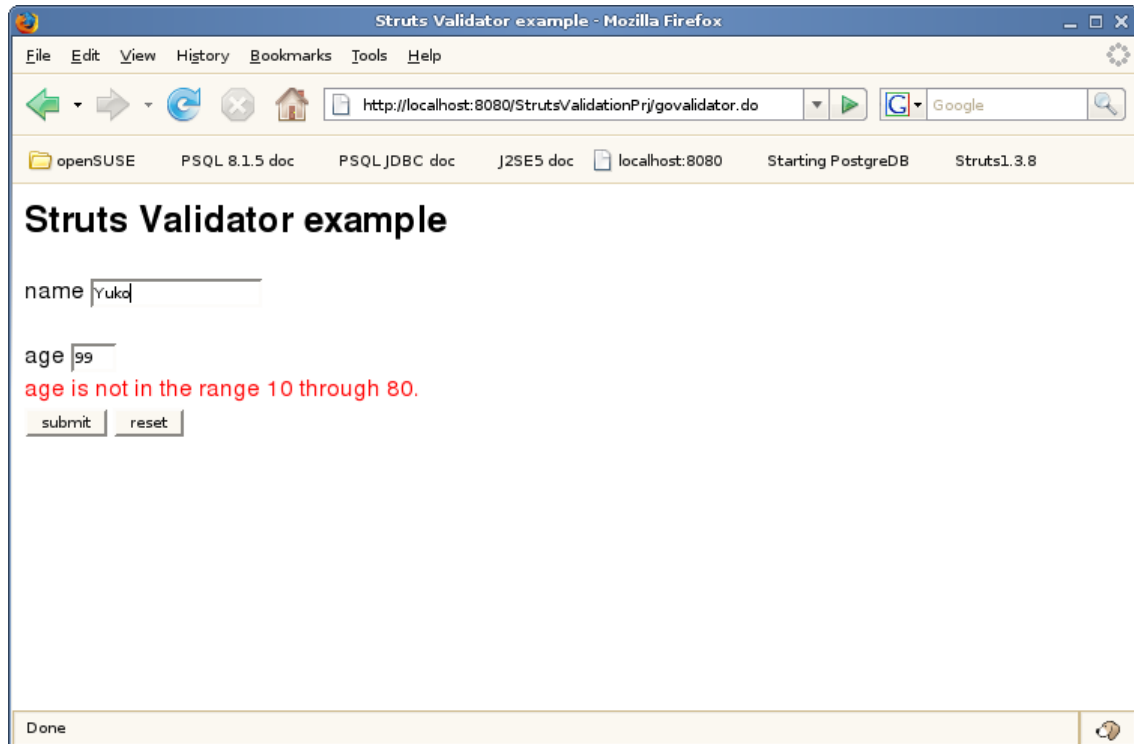 Struts Validator example - Mozilla Firefox
File Edit View History Bookmarks Tools Help
http://localhost:8080/StrutsValidationPrj/govalidator.do G Google
openSUSE PSQL 8.1.5 doc PSQL JDBC doc J2SE5 doc localhost:8080 Starting PostgreDB Struts1.3.8
Struts Validator example
name Yuko
age 99
age is not in the range 10 through 80.
submit reset
Done